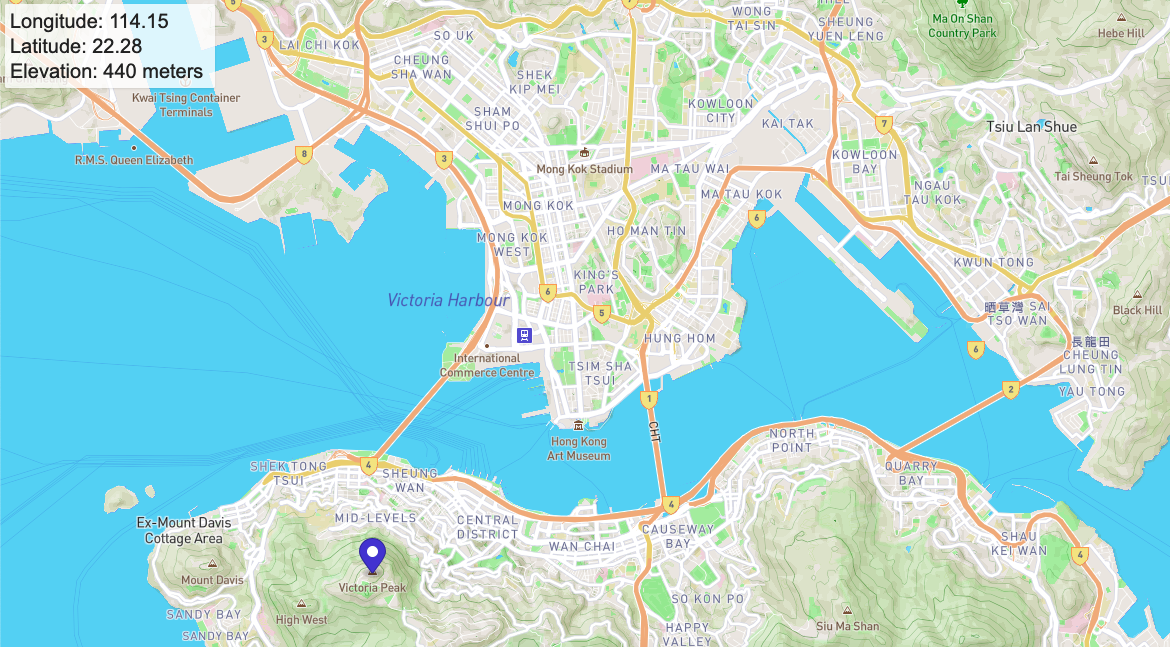 Longitude: 114.15
Latitude: 22.28
Elevation: 440 meters
5
7
3
LAI CHI KOK
SO UK
CHEUNG
SHA WAN
SHEK
KIP MEI
WONG
TAI SIN
HILL
SHEUNG
YUEN LENG
Ma On Shan
Country Park
Hebe Hill
Kwai Tsing Container
Terminals
SHAM
SHUI PO
KOWLOON
CITY
KAI TAK
7
Tsiu Lan Shue
R.M.S. Queen Elizabeth
8
3
Mong Kok Stadium
MA TAU WAI
KOWLOON
BAY
Tai Sheung Tok
TSUI
MA TAU KOK
NGAU
TAU KOK
MONG KOK
6
HO MAN TIN
MONG KOK
WEST
KWUN TONG
KING'S
PARK
6
5
Victoria Harbour
晒草灣 SAI
TSO WAN
Black Hill
HUNG HOM
6
長龍田
CHEUNG
LUNG TIN
International
Commerce Centre
TSIM SHA
TSUI
YAU TONG
2
1
CHT
Hong Kong
Art Museum
NORTH
POINT
SHEK TONG
TSUI
4
SHEUNG
WAN
QUARRY
BAY
4
Ex-Mount Davis
Cottage Area
MID-LEVELS
CENTRAL
DISTRICT
WAN CHAI
CAUSEWAY
BAY
SHAU
KEI WAN
4
Mount Davis
Victoria Peak
High West
SANDY BAY
SANDY BAY
SO KON PO
HAPPY
VALLEY
Siu Ma Shan